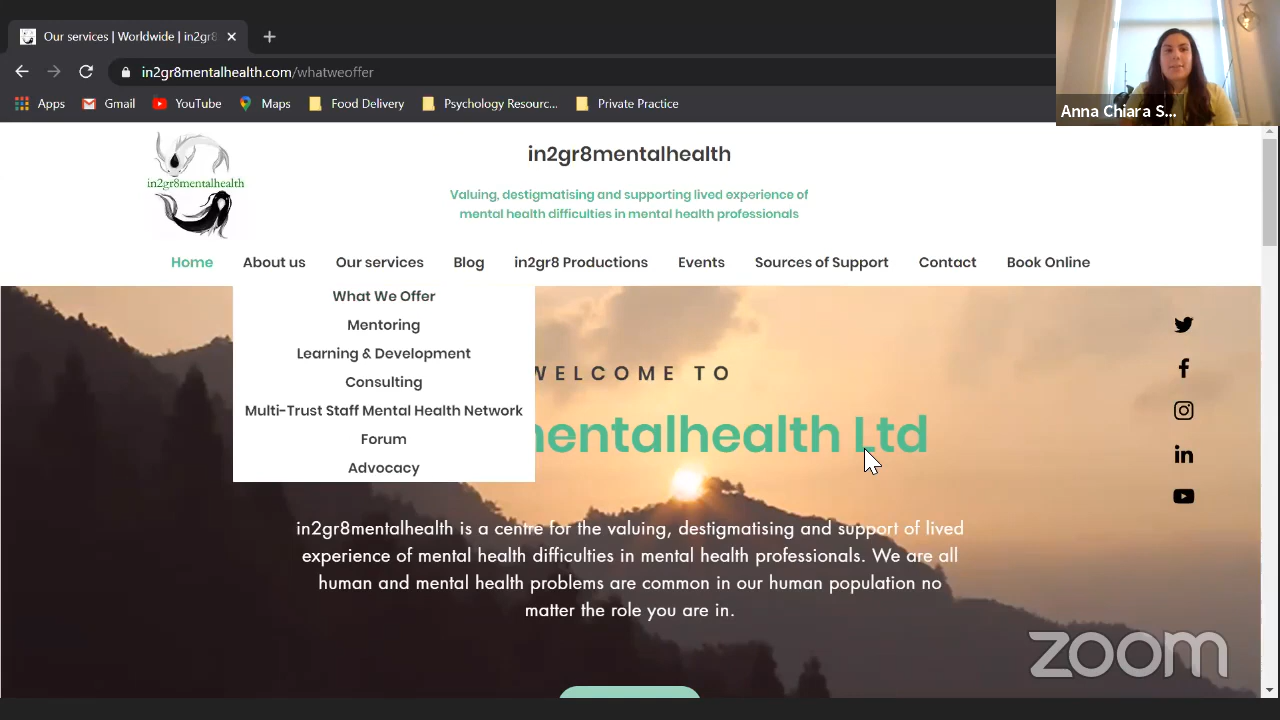 Our services | Worldwide | in2gr8
in2gr8mentalhealth.com/whatweoffer
Apps
Gmail
YouTube
Maps
Food Delivery
Psychology Resourc...
Private Practice
Anna Chiara S...
in2gr8mentalhealth
in2gr8mentalhealth
Valuing, destigmatising and supporting lived experience of
mental health difficulties in mental health professionals
Home
About us
Our services
Blog
in2gr8 Productions
Events
Sources of Support
Contact
Book Online
What We Offer
Mentoring
Learning & Development
Consulting
Multi-Trust Staff Mental Health Network
Forum
Advocacy
WELCOME TO
mentalhealth Ltd
in2gr8mentalhealth is a centre for the valuing, destigmatising and support of lived
experience of mental health difficulties in mental health professionals. We are all
human and mental health problems are common in our human population no
matter the role you are in.
zoom